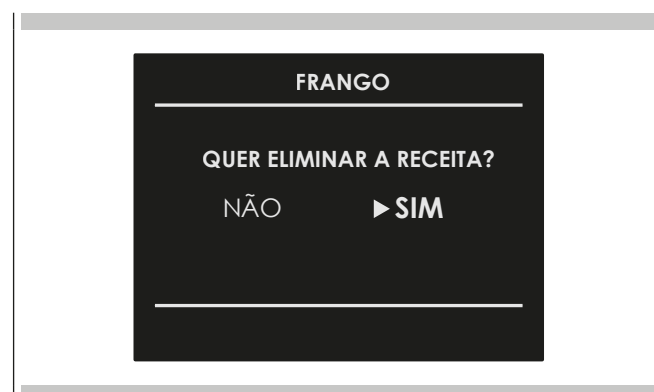 FRANGO
QUER ELIMINAR A RECEITA?
NÃO ▶SIM